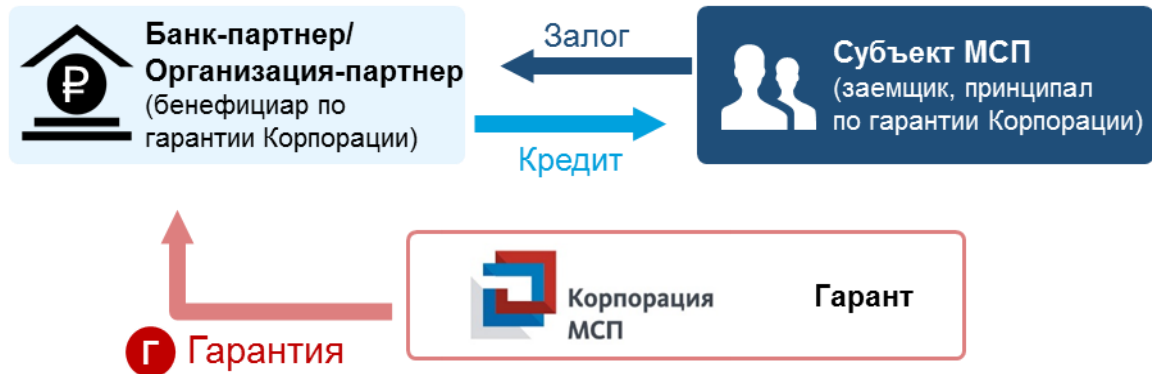 Банк-партнер/
Организация-партнер
(бенефициар по
гарантии Корпорации)
Залог
Кредит
Субъект МСП
(заемщик, принципал
по гарантии Корпорации)
Корпорация
МСП
Гарант
Г Гарантия